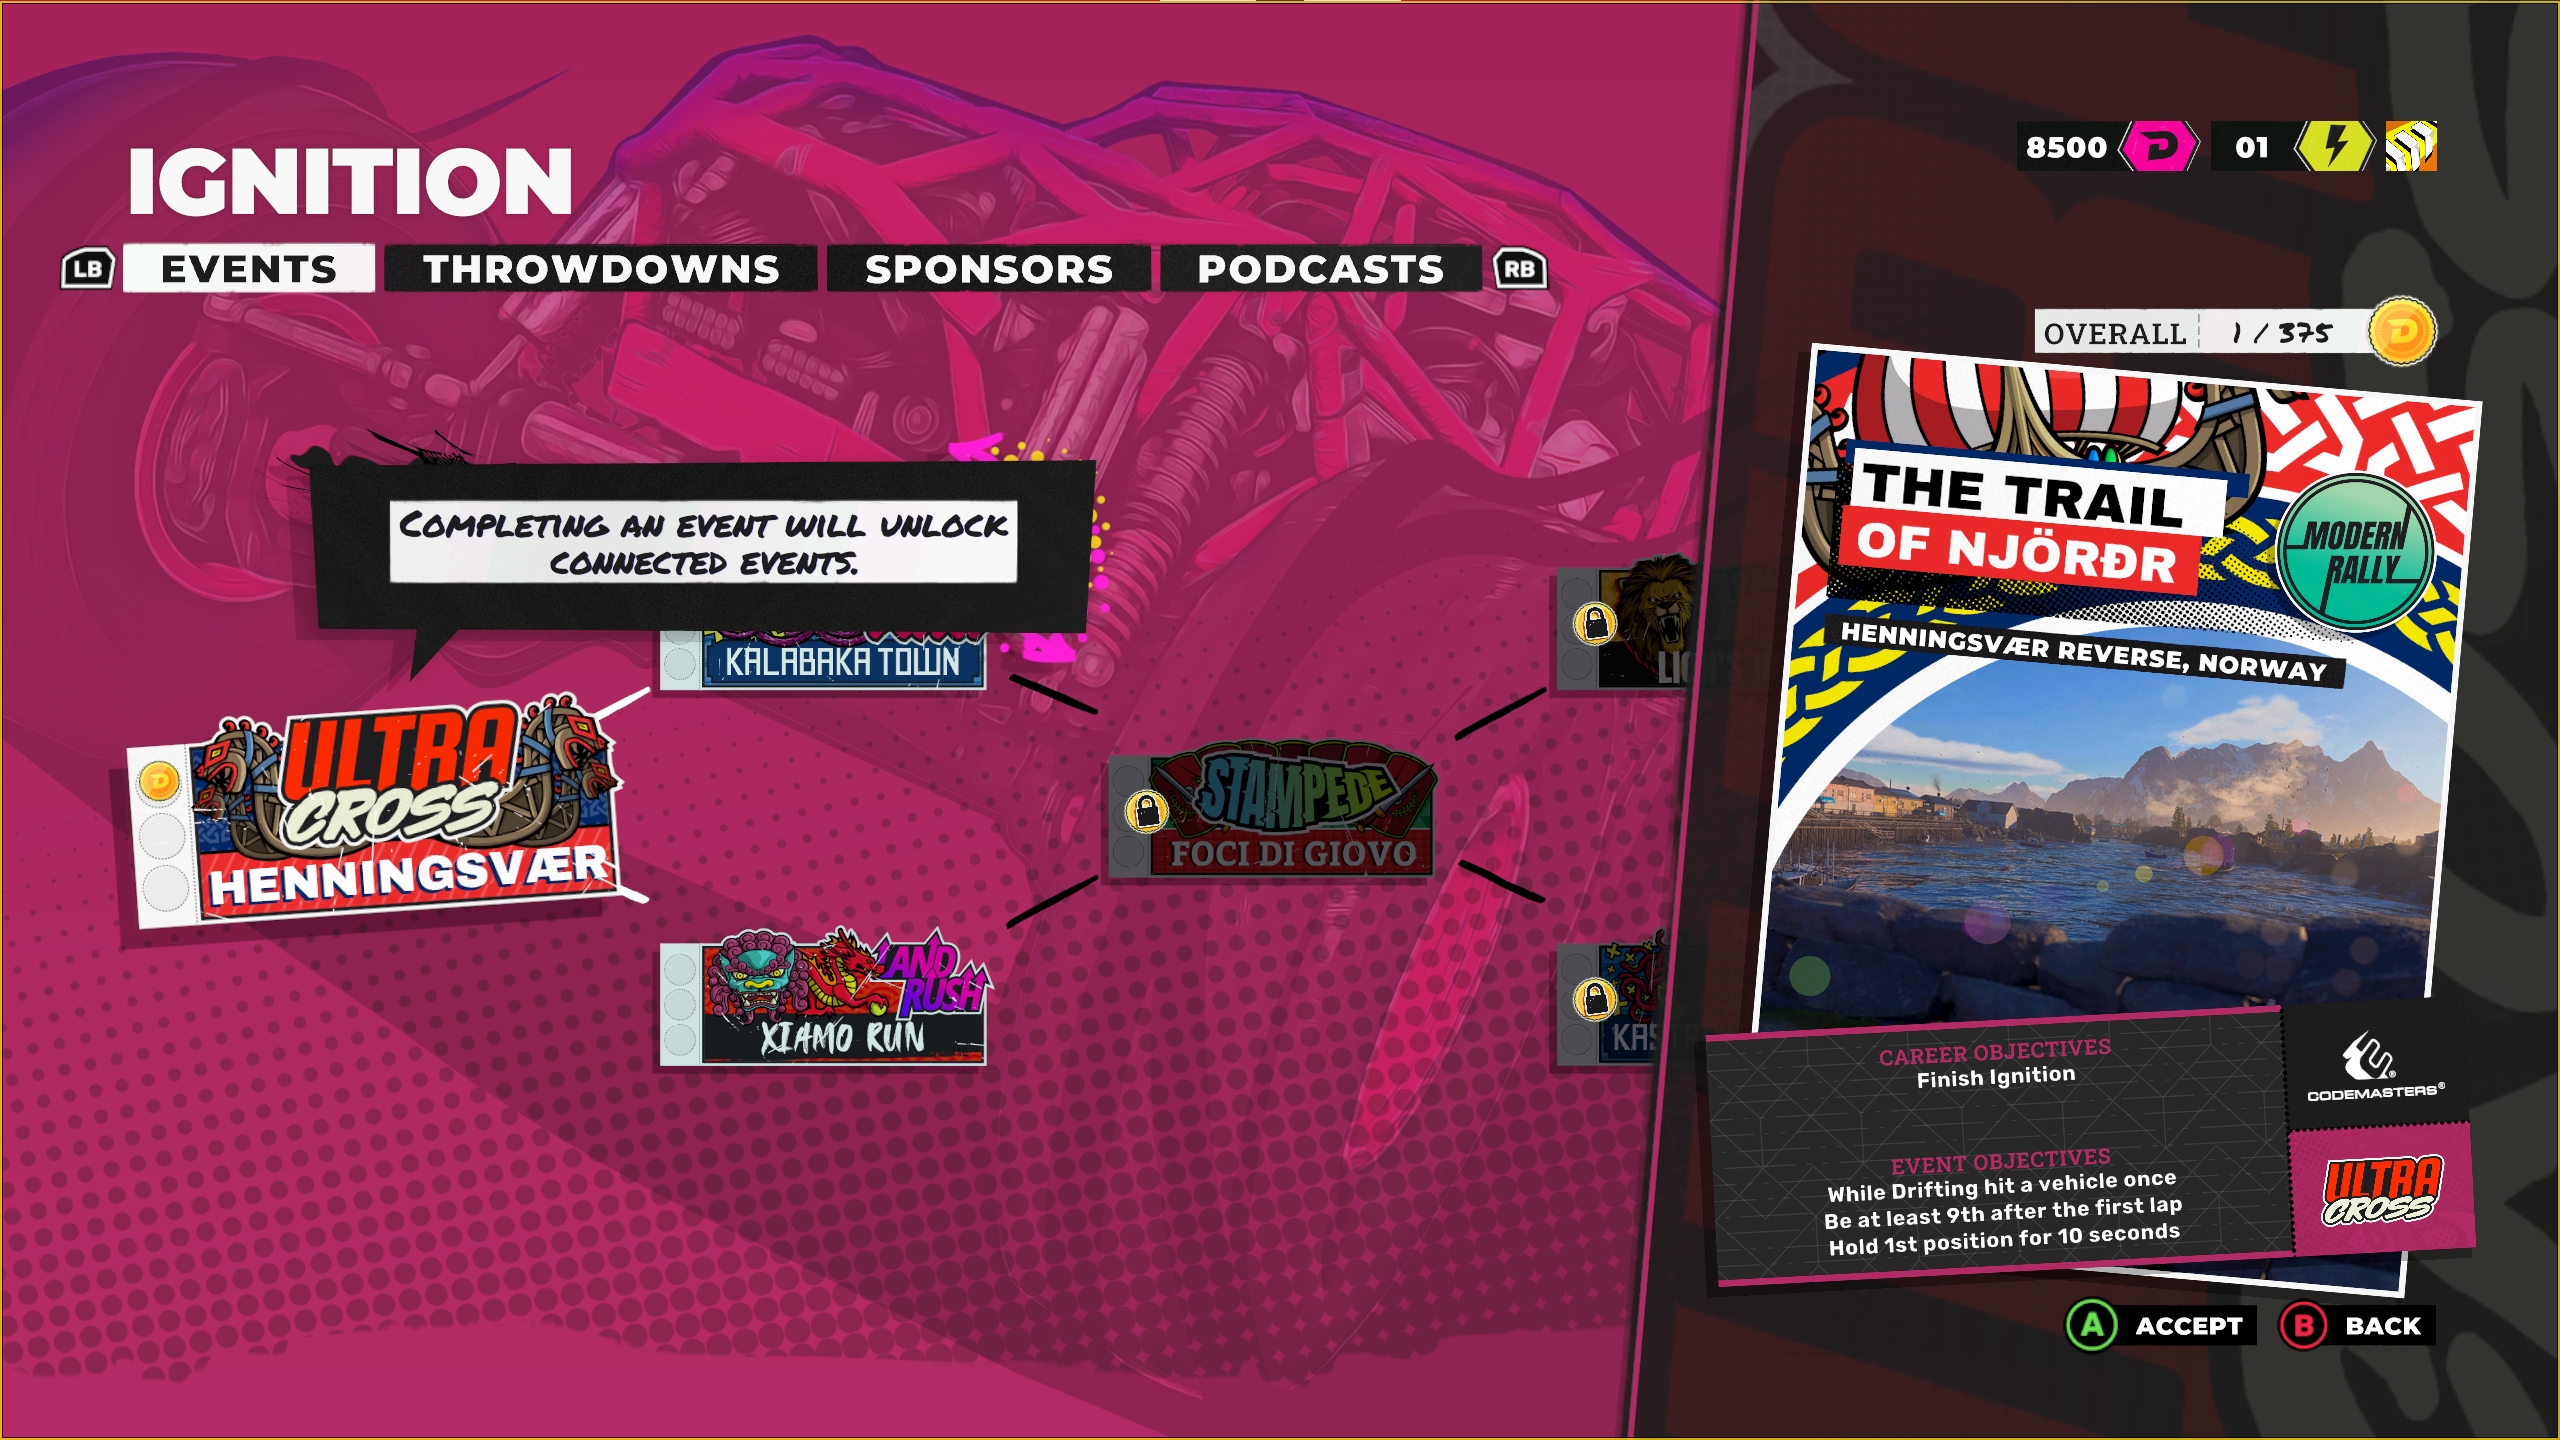 IGNITION
8500
01
LB
EVENTS
THROWDOWNS
SPONSORS
PODCASTS
RB
OVERALL 1 / 375
COMPLETING AN EVENT WILL UNLOCK
CONNECTED EVENTS.
KALABAKA TOWN
ULTRA
CROSS
HENNINGSVÆR
STAMPEDE
FOCI DI GIOVO
LAND
RUSH
XIAMO RUN
THE TRAIL
OF NJÖRÐR
MODERN
RALLY
HENNINGSVÆR REVERSE, NORWAY
CAREER OBJECTIVES
Finish Ignition
EVENT OBJECTIVES
While Drifting hit a vehicle once
Be at least 9th after the first lap
Hold 1st position for 10 seconds
CODEMASTERS®
ULTRA
CROSS
A ACCEPT
B BACK